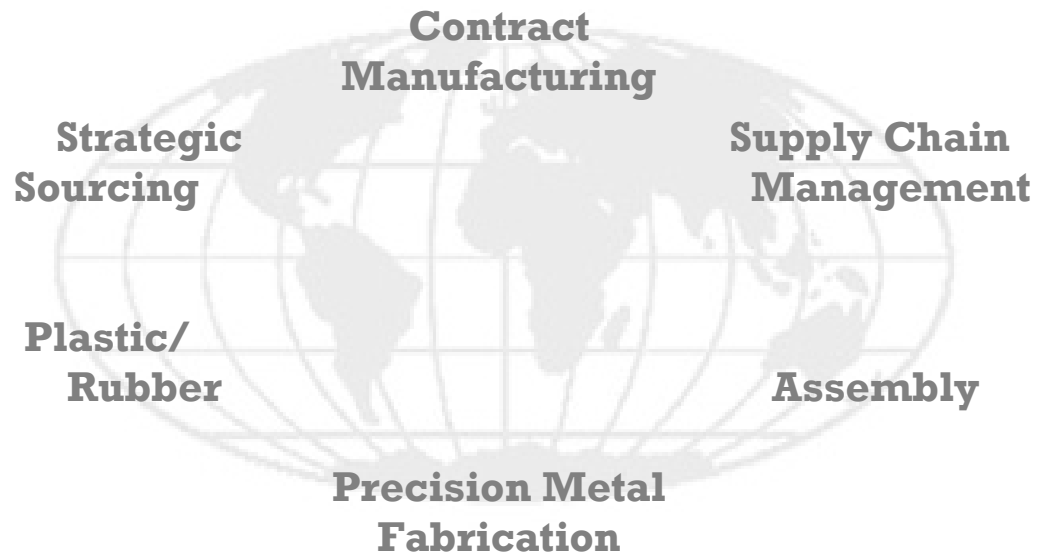 Contract
Manufacturing
Strategic
Sourcing
Supply Chain
Management
Plastic/
Rubber
Assembly
Precision Metal
Fabrication